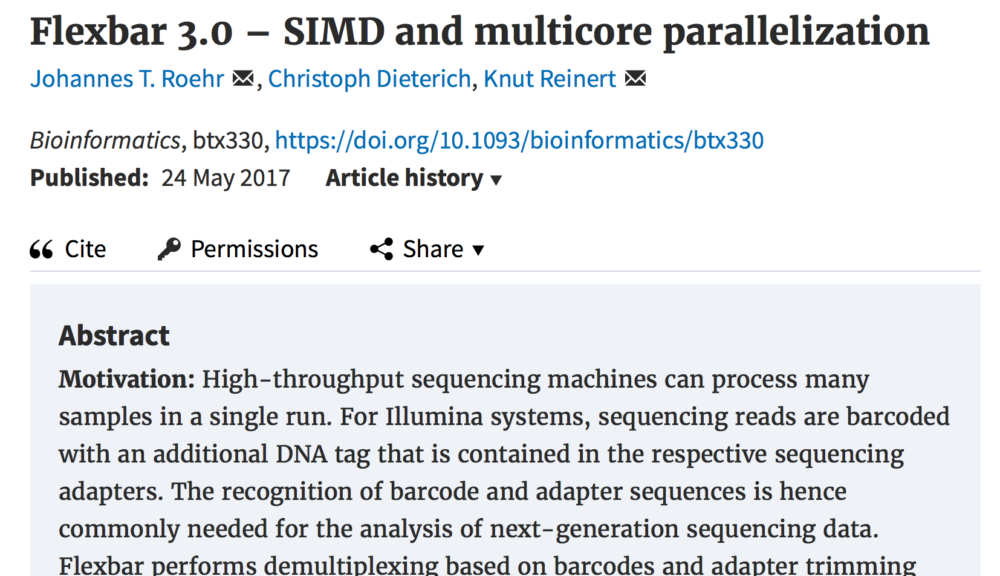 Flexbar 3.0 – SIMD and multicore parallelization
Johannes T. Roehr , Christoph Dieterich, Knut Reinert
Bioinformatics, btx330, https://doi.org/10.1093/bioinformatics/btx330
Published: 24 May 2017 Article history ▼
Cite Permissions Share ▼
Abstract
Motivation: High-throughput sequencing machines can process many
samples in a single run. For Illumina systems, sequencing reads are barcoded
with an additional DNA tag that is contained in the respective sequencing
adapters. The recognition of barcode and adapter sequences is hence
commonly needed for the analysis of next-generation sequencing data.
Flexbar performs demultiplexing based on barcodes and adapter trimming